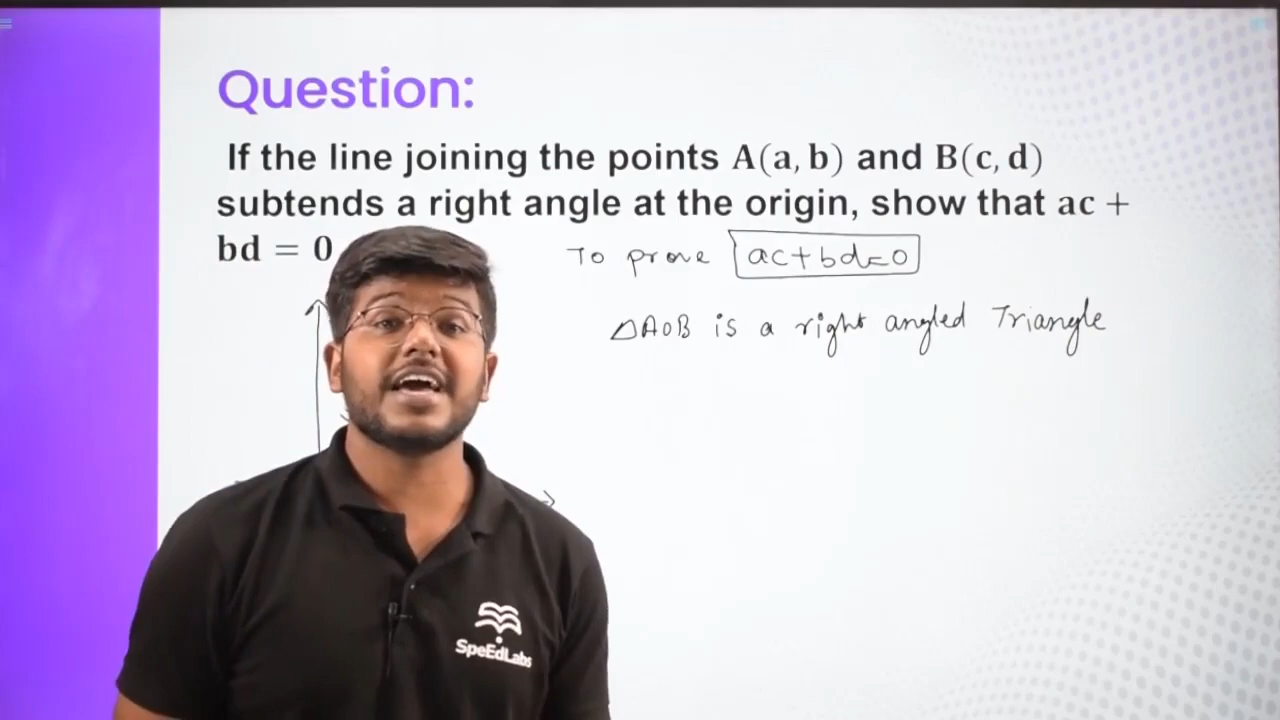 Question:
If the line joining the points A(a, b) and B(c, d)
subtends a right angle at the origin, show that ac +
bd = 0
To prove ac+bd=0
△AOB is a right angled Triangle
SpeEdLabs